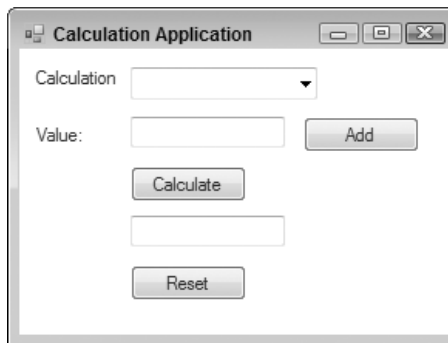 Calculation Application
Calculation
Value: Add
Calculate
Reset